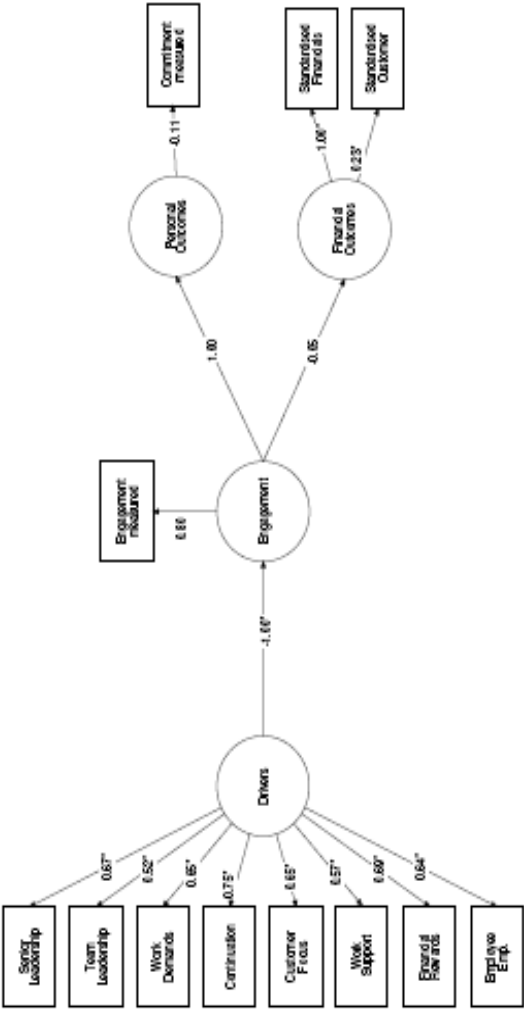 Senior
Leadership
Team
Leadership
Work
Demands
Continuation
Customer
Focus
Work
Support
Financial
Rewards
Employee
Emp.
0.67*
0.52*
0.65*
0.75*
0.65*
0.57*
0.69*
0.64*
Drivers
-1.00*
Engagement
measured
0.80
Engagement
1.00
-0.05
Personal
Outcomes
Financial
Outcomes
-0.11
1.00*
0.23*
Commitment
measured
Standardised
Financials
Standardised
Customer